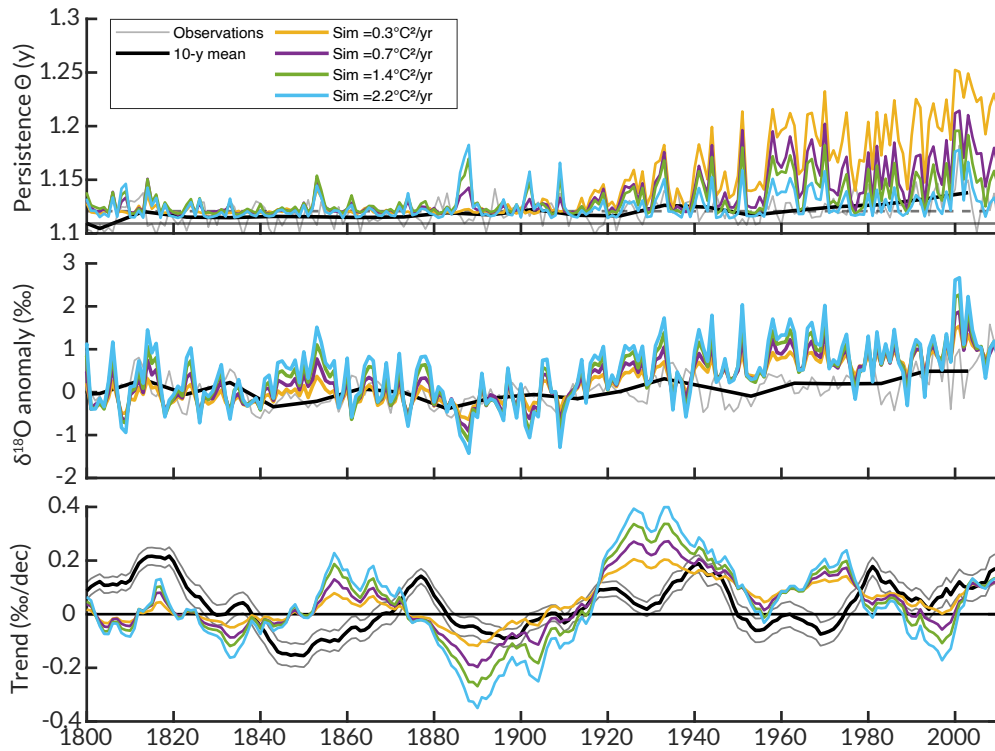 1.3
1.25
1.2
1.15
1.1
Persistence Θ (y)
Observations
10-y mean
Sim =0.3°C²/yr
Sim =0.7°C²/yr
Sim =1.4°C²/yr
Sim =2.2°C²/yr
3
2
1
0
-1
-2
δ¹⁸O anomaly (‰)
0.4
0.2
0
-0.2
-0.4
Trend (‰/dec)
1800 1820 1840 1860 1880 1900 1920 1940 1960 1980 2000